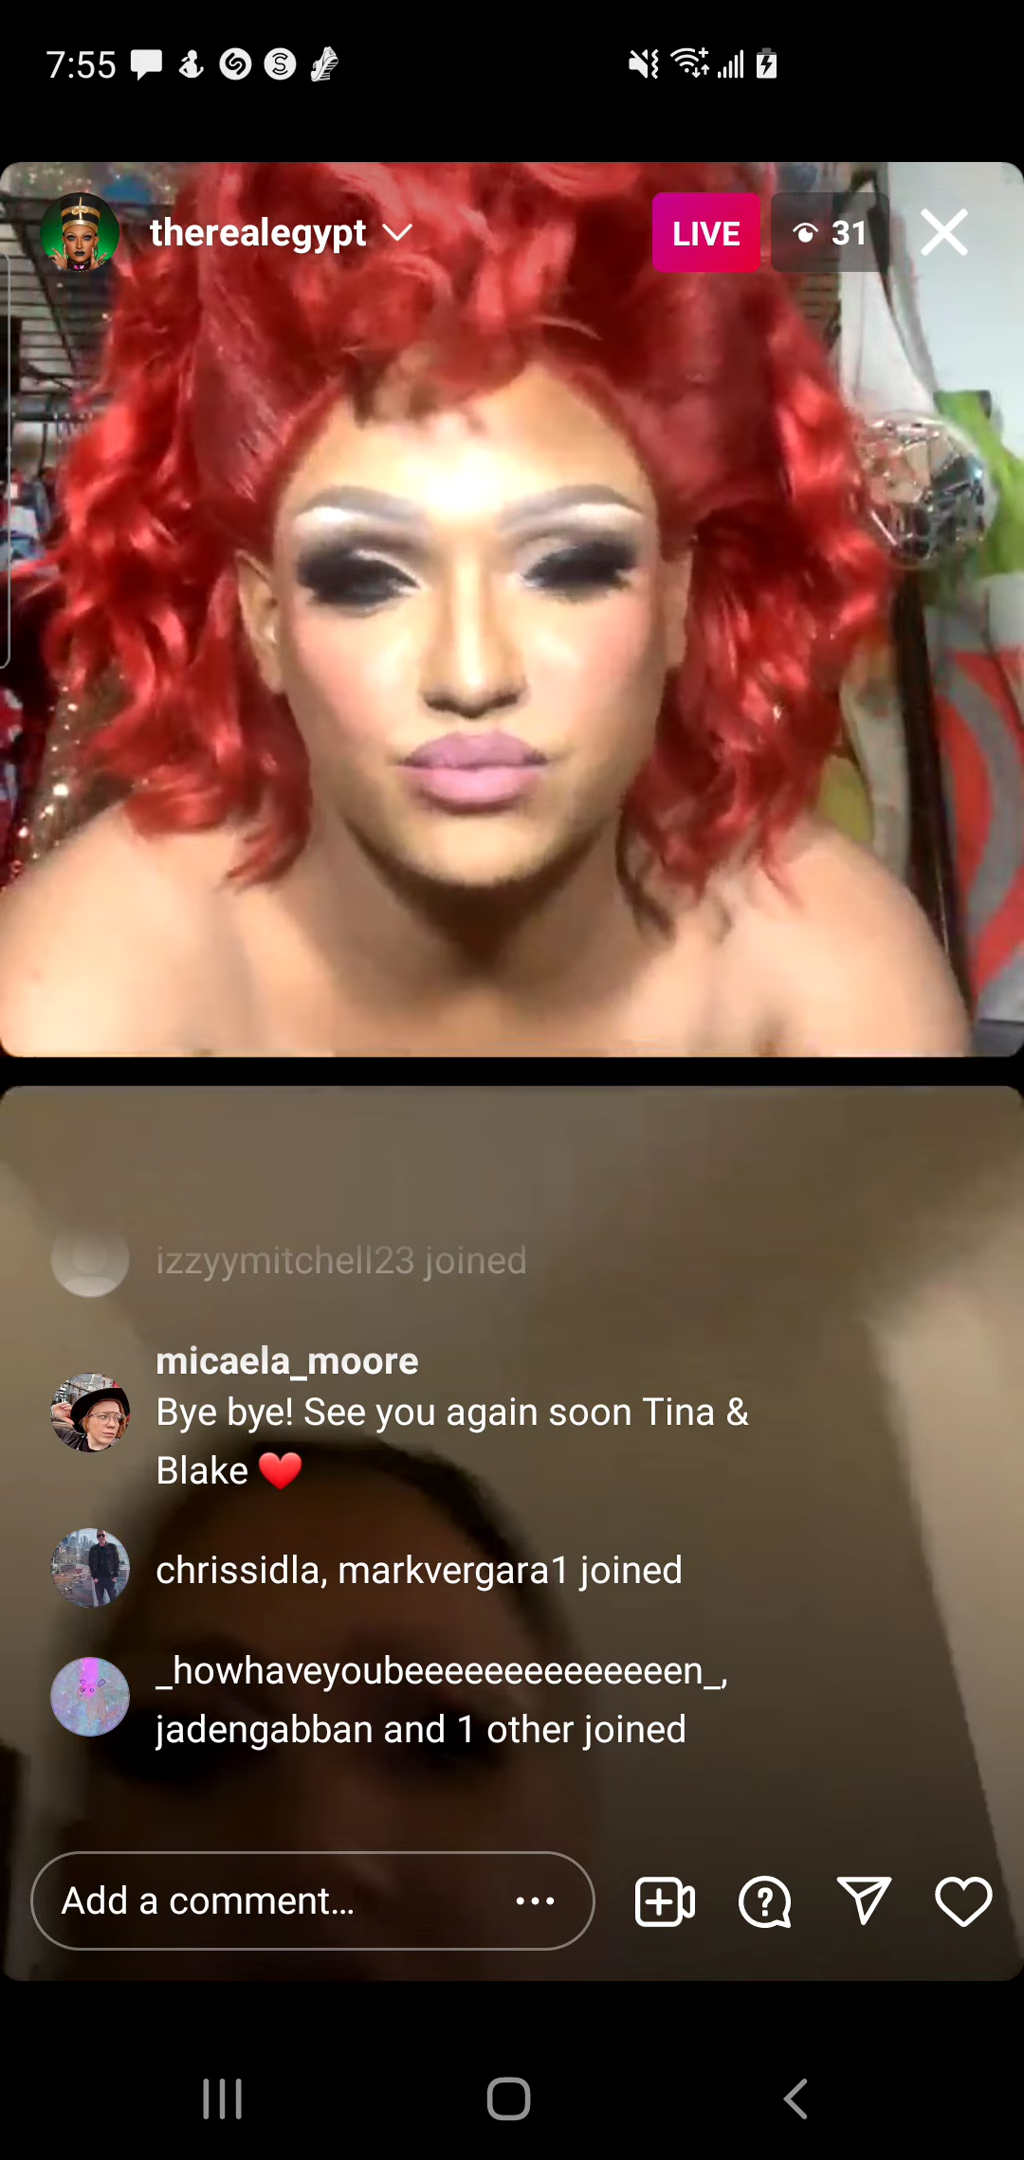 7:55
therealegypt
LIVE
31
izzyymitchell23 joined
micaela_moore
Bye bye! See you again soon Tina &
Blake ❤️
chrissidla, markvergara1 joined
_howhaveyoubeeeeeeeeeeeeeen_,
jadengabban and 1 other joined
Add a comment...